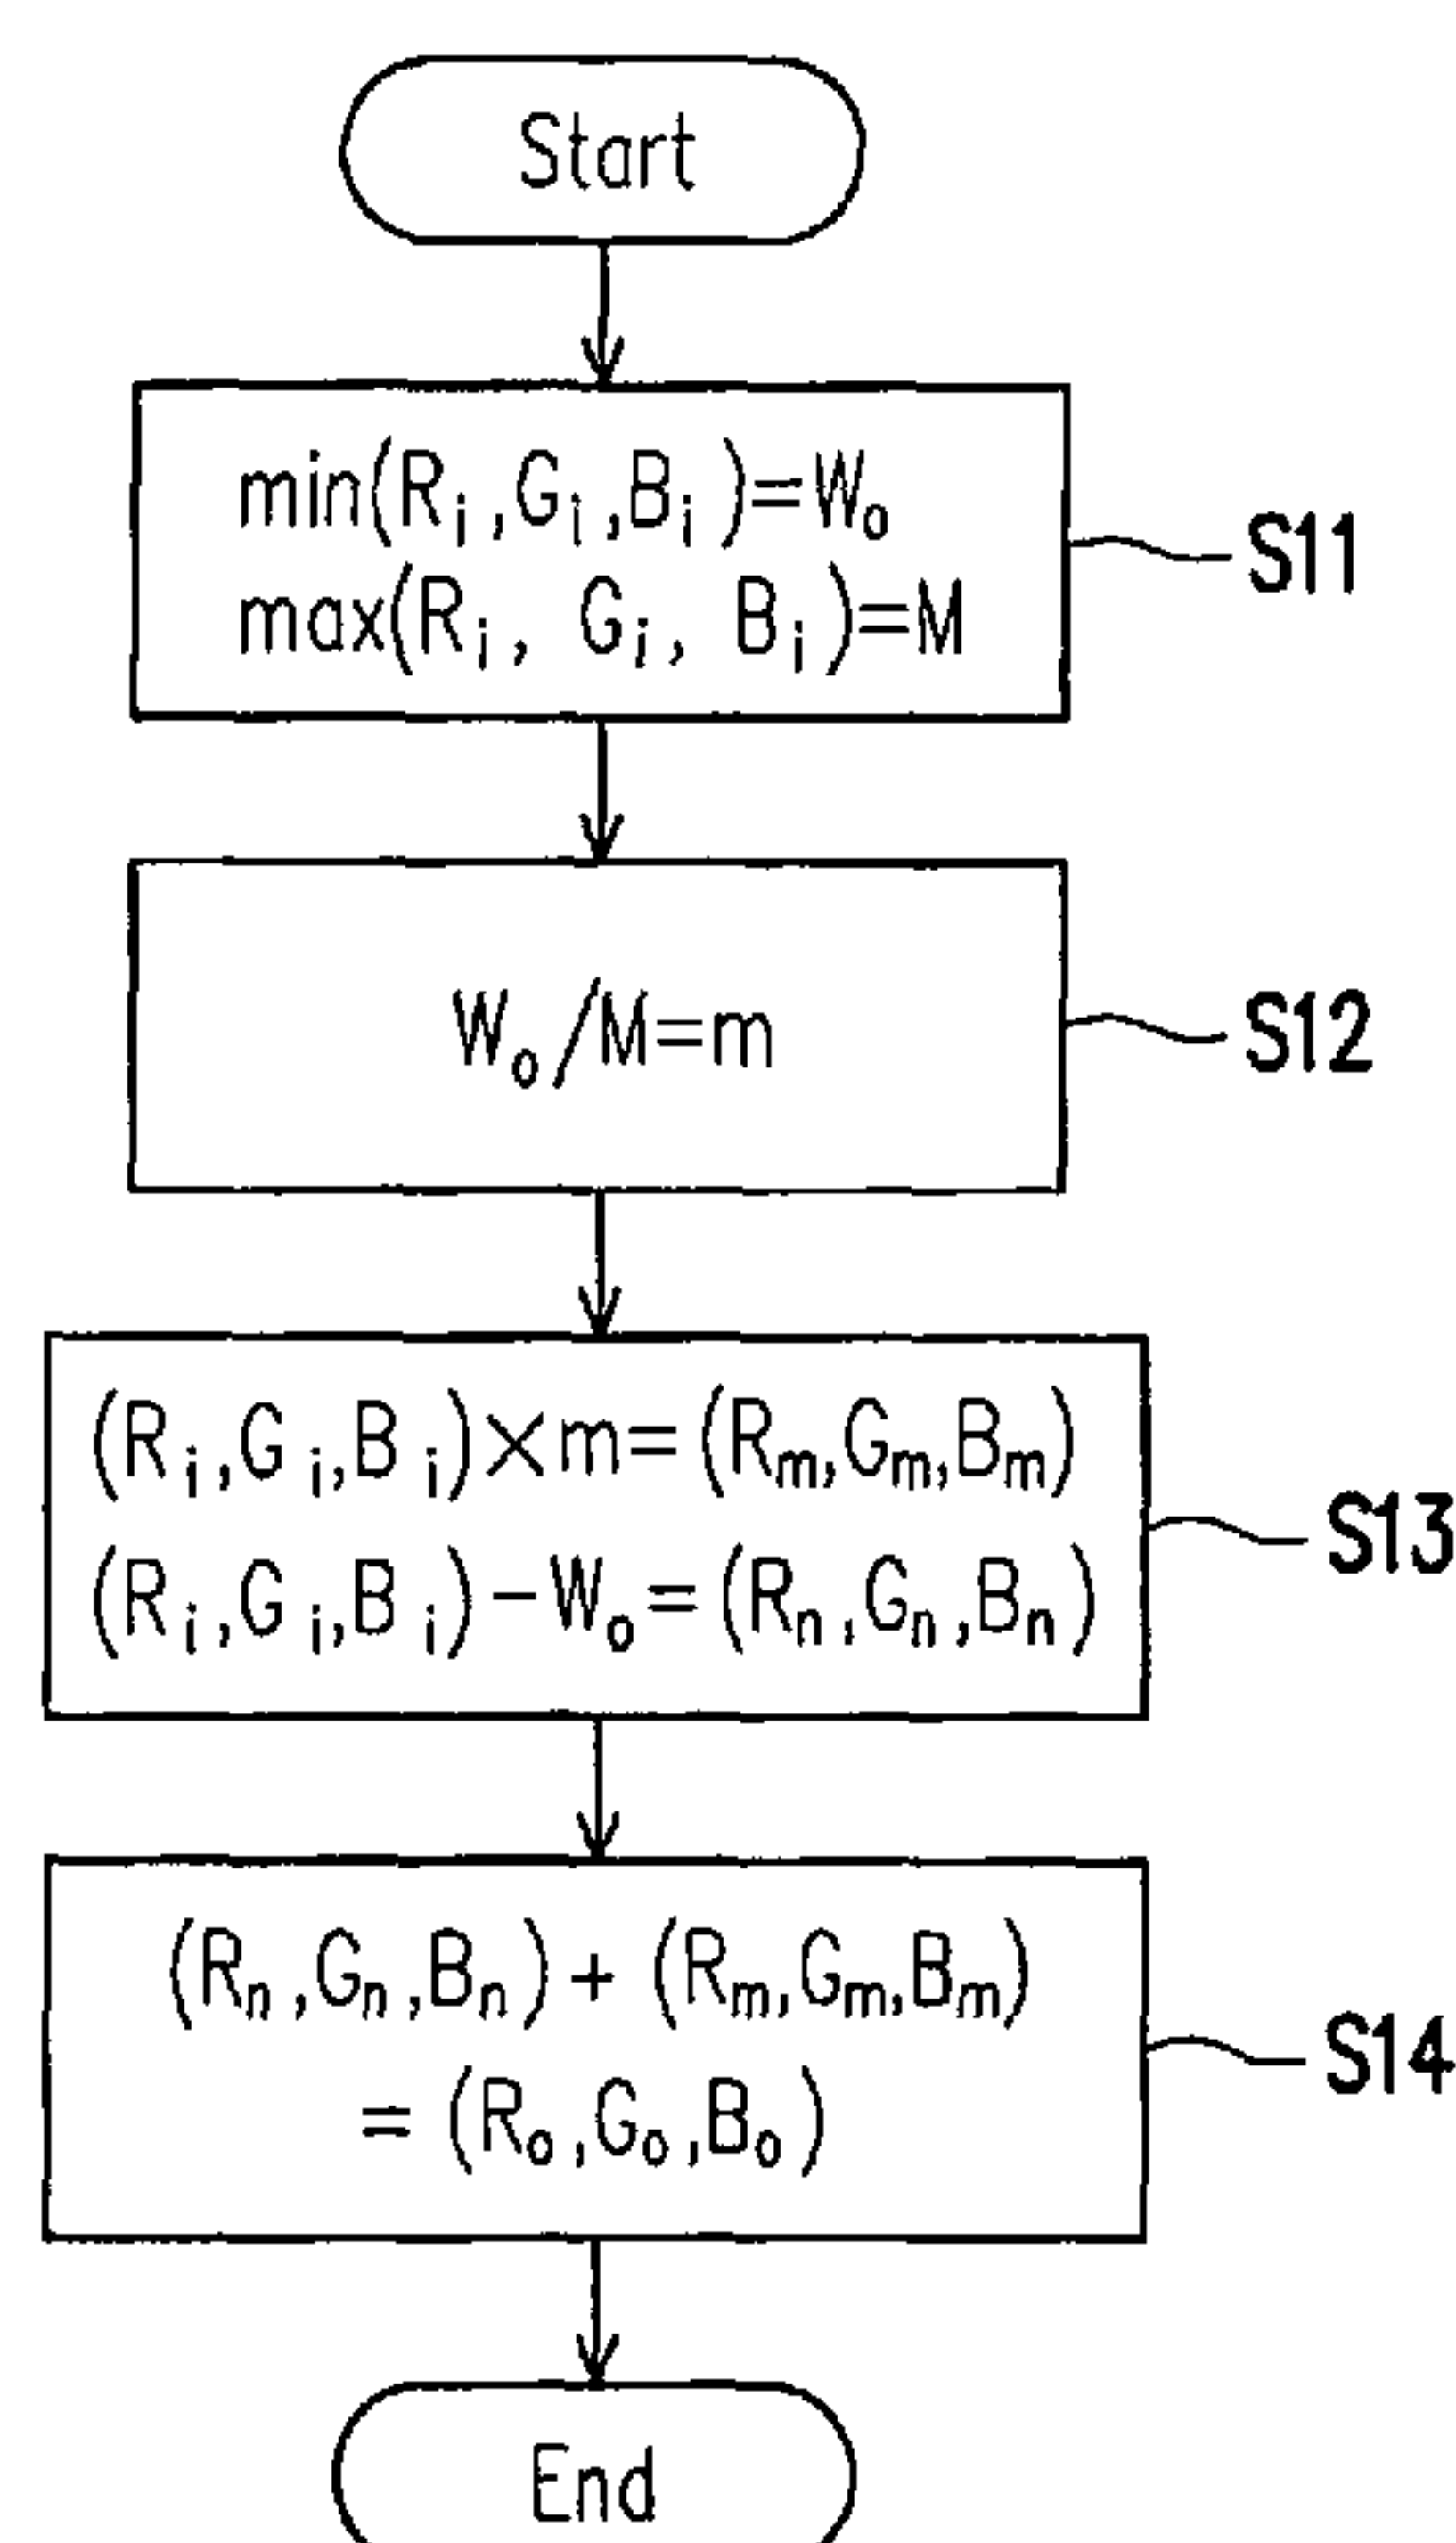 Start
min(Rᵢ,Gᵢ,Bᵢ)=Wₒ
max(Rᵢ, Gᵢ, Bᵢ)=M
S11
Wₒ/M=m
S12
(Rᵢ,Gᵢ,Bᵢ)×m=(Rₘ,Gₘ,Bₘ)
(Rᵢ,Gᵢ,Bᵢ)-Wₒ=(Rₙ,Gₙ,Bₙ)
S13
(Rₙ,Gₙ,Bₙ)+(Rₘ,Gₘ,Bₘ)
=(Rₒ,Gₒ,Bₒ)
S14
End